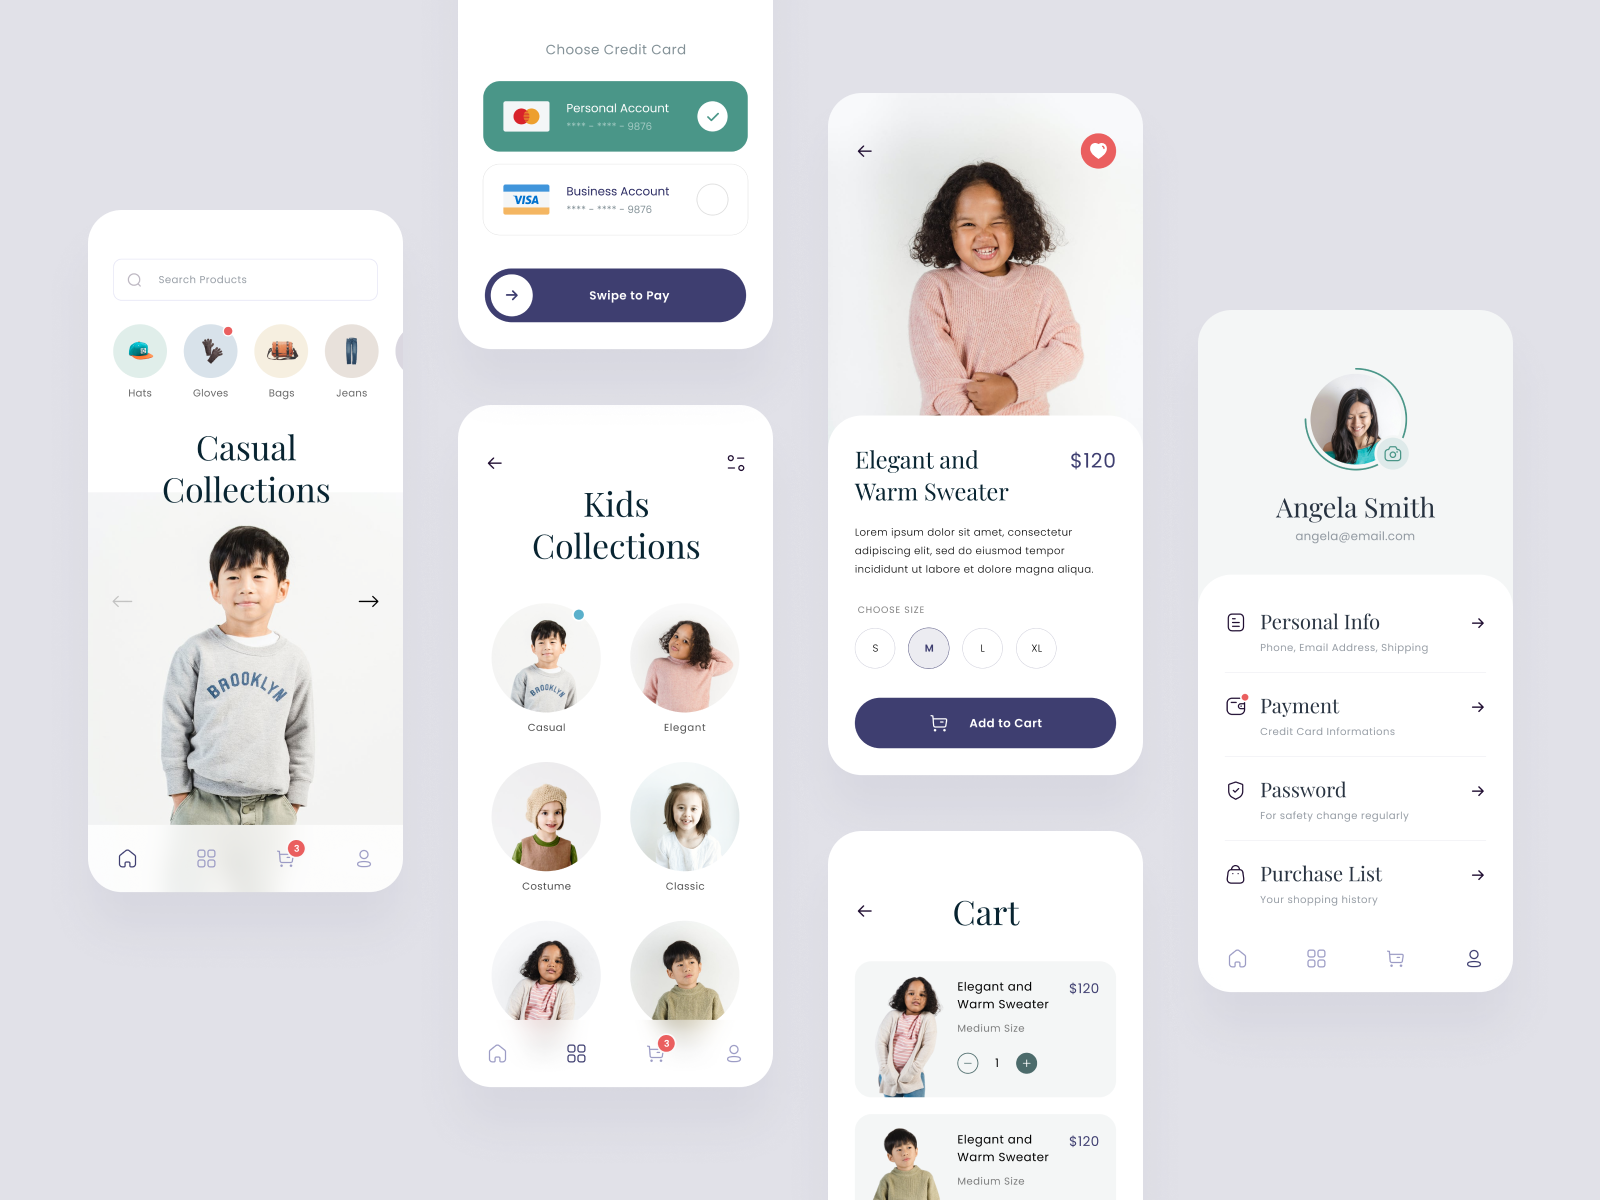 Search Products
Hats
Gloves
Bags
Jeans
Casual
Collections
BROOKLYN
3
Choose Credit Card
Personal Account
**** - **** - 9876
VISA
Business Account
**** - **** - 9876
Swipe to Pay
Kids
Collections
BROOKLYN
Casual
Elegant
Costume
Classic
3
Elegant and
Warm Sweater
$120
Lorem ipsum dolor sit amet, consectetur
adipiscing elit, sed do eiusmod tempor
incididunt ut labore et dolore magna aliqua.
CHOOSE SIZE
S
M
L
XL
Add to Cart
Cart
Elegant and
Warm Sweater
$120
Medium Size
1
Elegant and
Warm Sweater
$120
Medium Size
Angela Smith
angela@email.com
Personal Info
Phone, Email Address, Shipping
Payment
Credit Card Informations
Password
For safety change regularly
Purchase List
Your shopping history